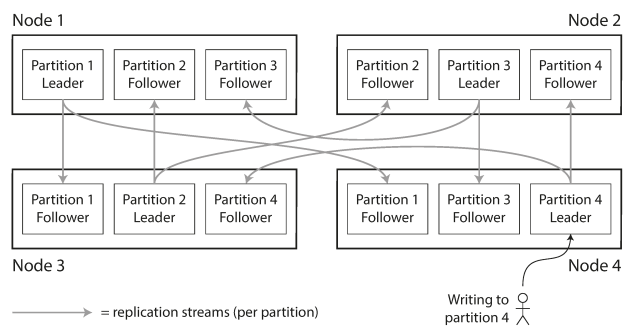 Node 1
Node 2
Partition 1
Leader
Partition 2
Follower
Partition 3
Follower
Partition 2
Follower
Partition 3
Leader
Partition 4
Follower
Partition 1
Follower
Partition 2
Leader
Partition 4
Follower
Partition 1
Follower
Partition 3
Follower
Partition 4
Leader
Node 3
Node 4
= replication streams (per partition)
Writing to
partition 4